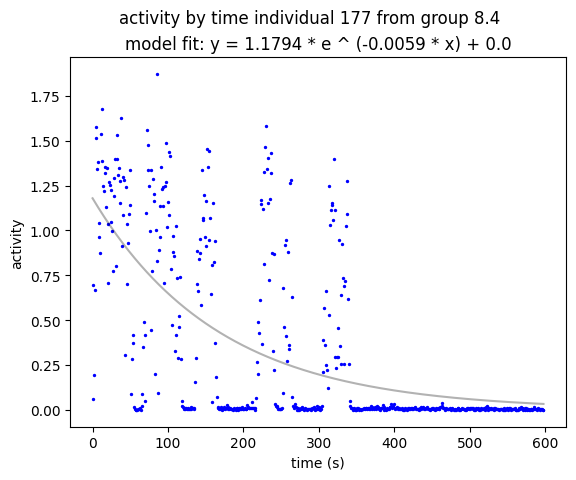 activity by time individual 177 from group 8.4
model fit: y = 1.1794 * e ^ (-0.0059 * x) + 0.0
1.75
1.50
1.25
1.00
0.75
0.50
0.25
0.00
activity
0 100 200 300 400 500 600
time (s)